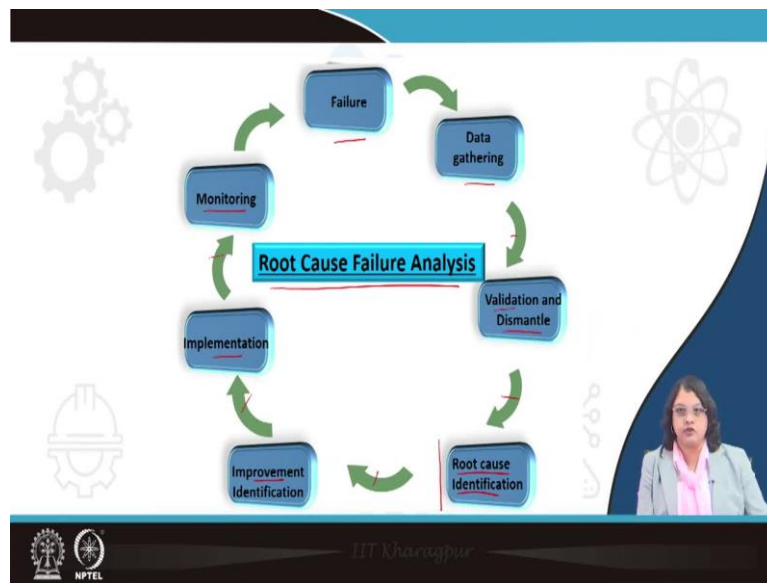 Failure
Data
gathering
Monitoring
Root Cause Failure Analysis
Validation and
Dismantle
Implementation
Root cause
Identification
Improvement
Identification
IIT Kharagpur
NPTEL